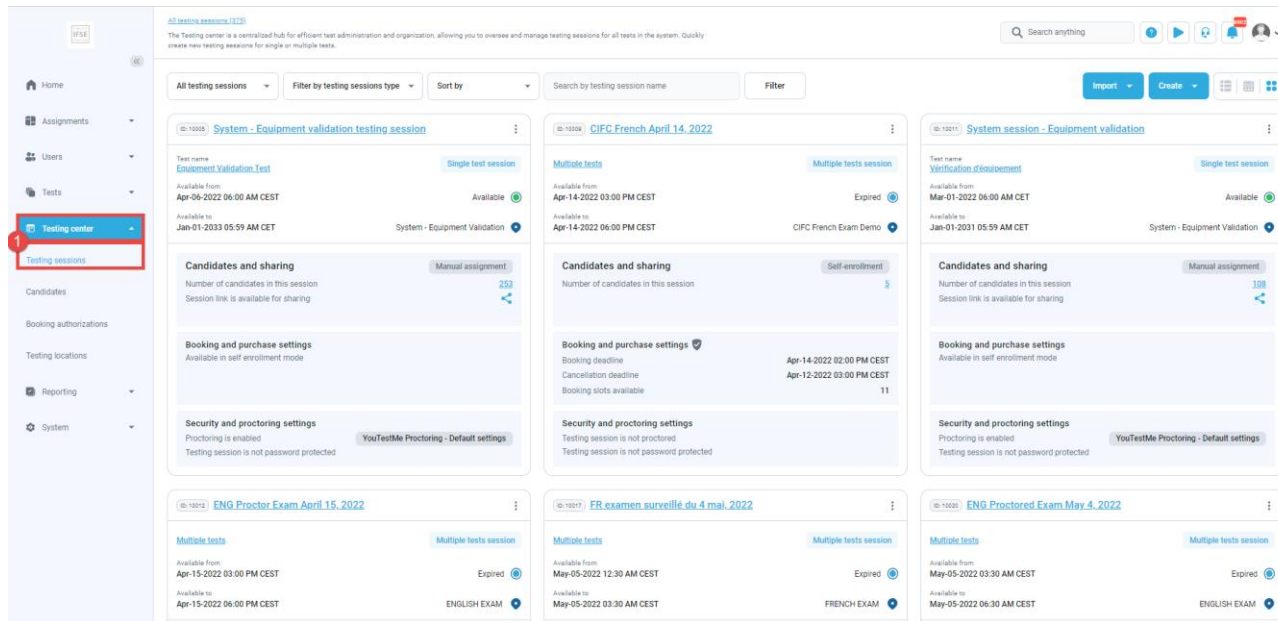 IFSE
All testing sessions (375)
The Testing center is a centralized hub for efficient test administration and organization, allowing you to oversee and manage testing sessions for all tests in the system. Quickly
create new testing sessions for single or multiple tests.
Search anything
Home
Assignments
Users
Tests
1
Testing center
Testing sessions
Candidates
Booking authorizations
Testing locations
Reporting
System
All testing sessions
Filter by testing sessions type
Sort by
Search by testing session name
Filter
Import
Create
System - Equipment validation testing session
Test name
Equipment Validation Test
Single test session
Available from
Apr-06-2022 06:00 AM CEST
Available
Available to
Jan-01-2033 05:59 AM CET
System - Equipment Validation
Candidates and sharing
Manual assignment
Number of candidates in this session
253
Session link is available for sharing
Booking and purchase settings
Available in self enrollment mode
Security and proctoring settings
Proctoring is enabled
YouTestMe Proctoring - Default settings
Testing session is not password protected
CIFC French April 14, 2022
Multiple tests
Multiple tests session
Available from
Apr-14-2022 03:00 PM CEST
Expired
Available to
Apr-14-2022 06:00 PM CEST
CIFC French Exam Demo
Candidates and sharing
Self-enrollment
Number of candidates in this session
5
Booking and purchase settings
Booking deadline
Apr-14-2022 02:00 PM CEST
Cancellation deadline
Apr-12-2022 03:00 PM CEST
Booking slots available
11
Security and proctoring settings
Testing session is not proctored
Testing session is not password protected
ID: 10011
System session - Equipment validation
Test name
Vérification d'équipement
Single test session
Available from
Mar-01-2022 06:00 AM CET
Available
Available to
Jan-01-2031 05:59 AM CET
System - Equipment Validation
Candidates and sharing
Manual assignment
Number of candidates in this session
108
Session link is available for sharing
Booking and purchase settings
Available in self enrollment mode
Security and proctoring settings
Proctoring is enabled
YouTestMe Proctoring - Default settings
Testing session is not password protected
ID: 10012
ENG Proctor Exam April 15, 2022
Multiple tests
Multiple tests session
Available from
Apr-15-2022 03:00 PM CEST
Expired
Available to
Apr-15-2022 06:00 PM CEST
ENGLISH EXAM
ID: 10017
FR examen surveillé du 4 mai, 2022
Multiple tests
Multiple tests session
Available from
May-05-2022 12:30 AM CEST
Expired
Available to
May-05-2022 03:30 AM CEST
FRENCH EXAM
ID: 10020
ENG Proctored Exam May 4, 2022
Multiple tests
Multiple tests session
Available from
May-05-2022 03:30 AM CEST
Expired
Available to
May-05-2022 06:30 AM CEST
ENGLISH EXAM